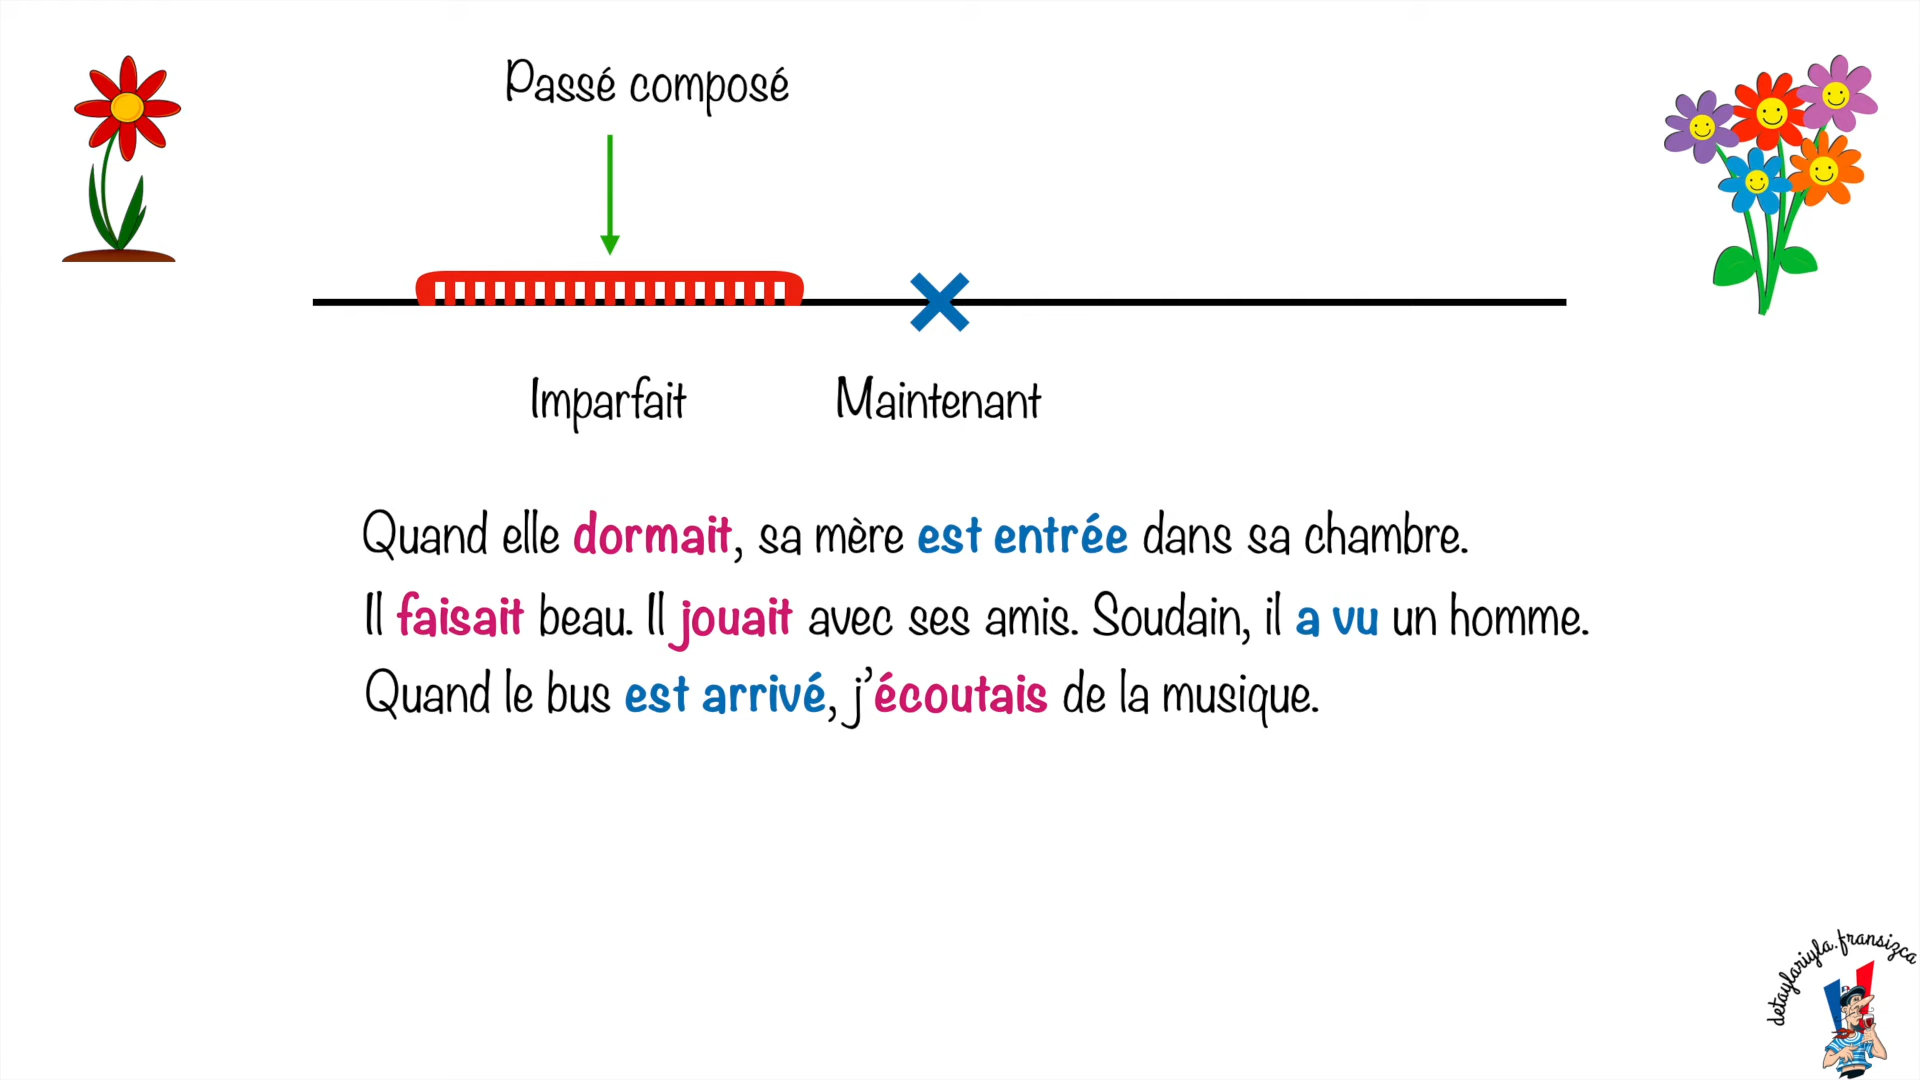 Passé composé
Imparfait
Maintenant
Quand elle dormait, sa mère est entrée dans sa chambre.
Il faisait beau. Il jouait avec ses amis. Soudain, il a vu un homme.
Quand le bus est arrivé, j’écoutais de la musique.
detaylariyla.fransizca